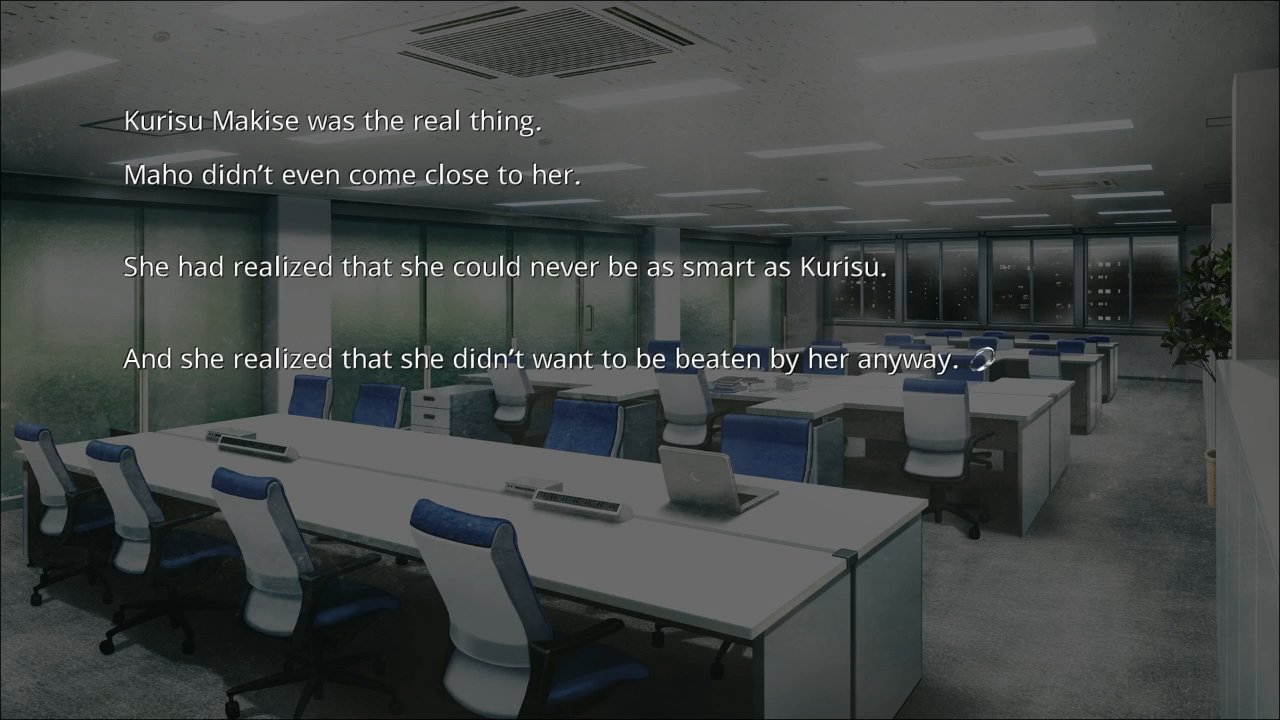 Kurisu Makise was the real thing.
Maho didn’t even come close to her.
She had realized that she could never be as smart as Kurisu.
And she realized that she didn’t want to be beaten by her anyway.